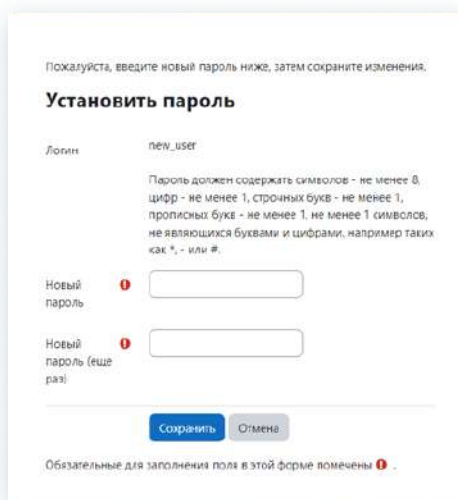 Пожалуйста, введите новый пароль ниже, затем сохраните изменения.
Установить пароль
Логин
new_user
Пароль должен содержать символов - не менее 8,
цифр - не менее 1, строчных букв - не менее 1,
прописных букв - не менее 1, не менее 1 символов,
не являющихся буквами и цифрами, например таких
как *, - или #.
Новый
пароль
Новый
пароль (еще
раз)
Сохранить Отмена
Обязательные для заполнения поля в этой форме помечены .